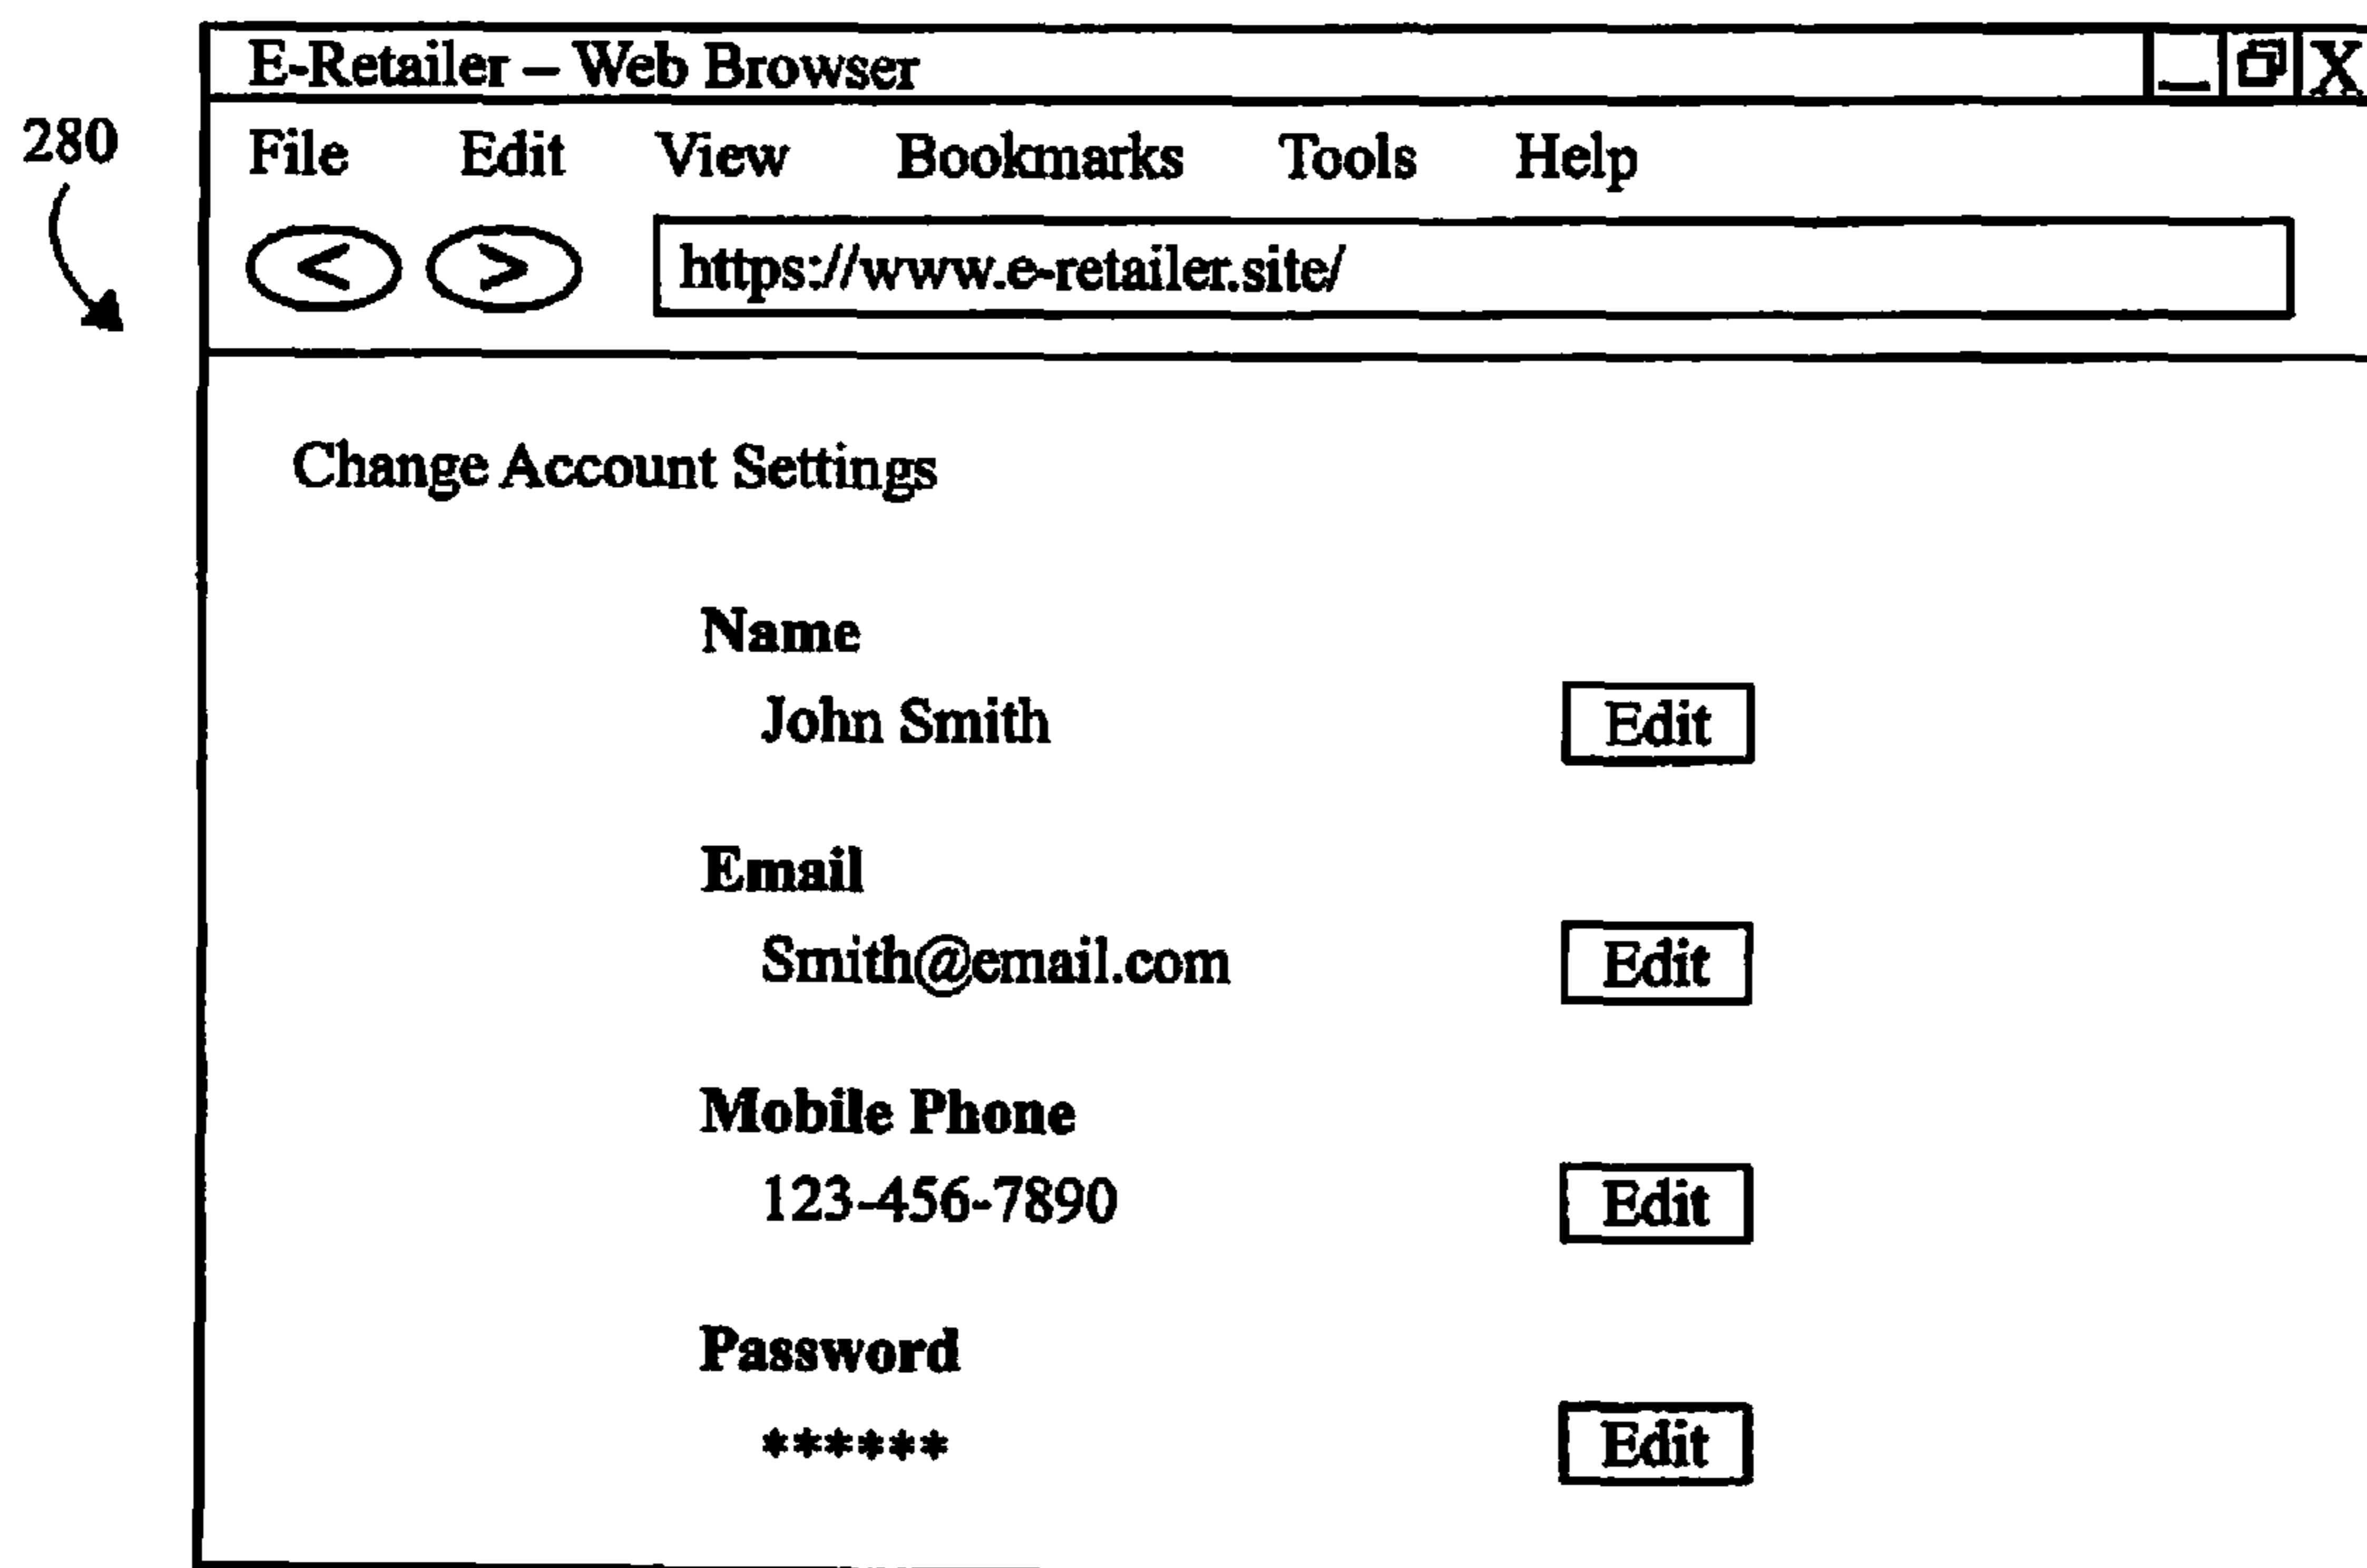 E-Retailer – Web Browser
X
280
File Edit View Bookmarks Tools Help
< >
https://www.e-retailer.site/
Change Account Settings
Name
John Smith Edit
Email
Smith@email.com Edit
Mobile Phone
123-456-7890 Edit
Password
****** Edit